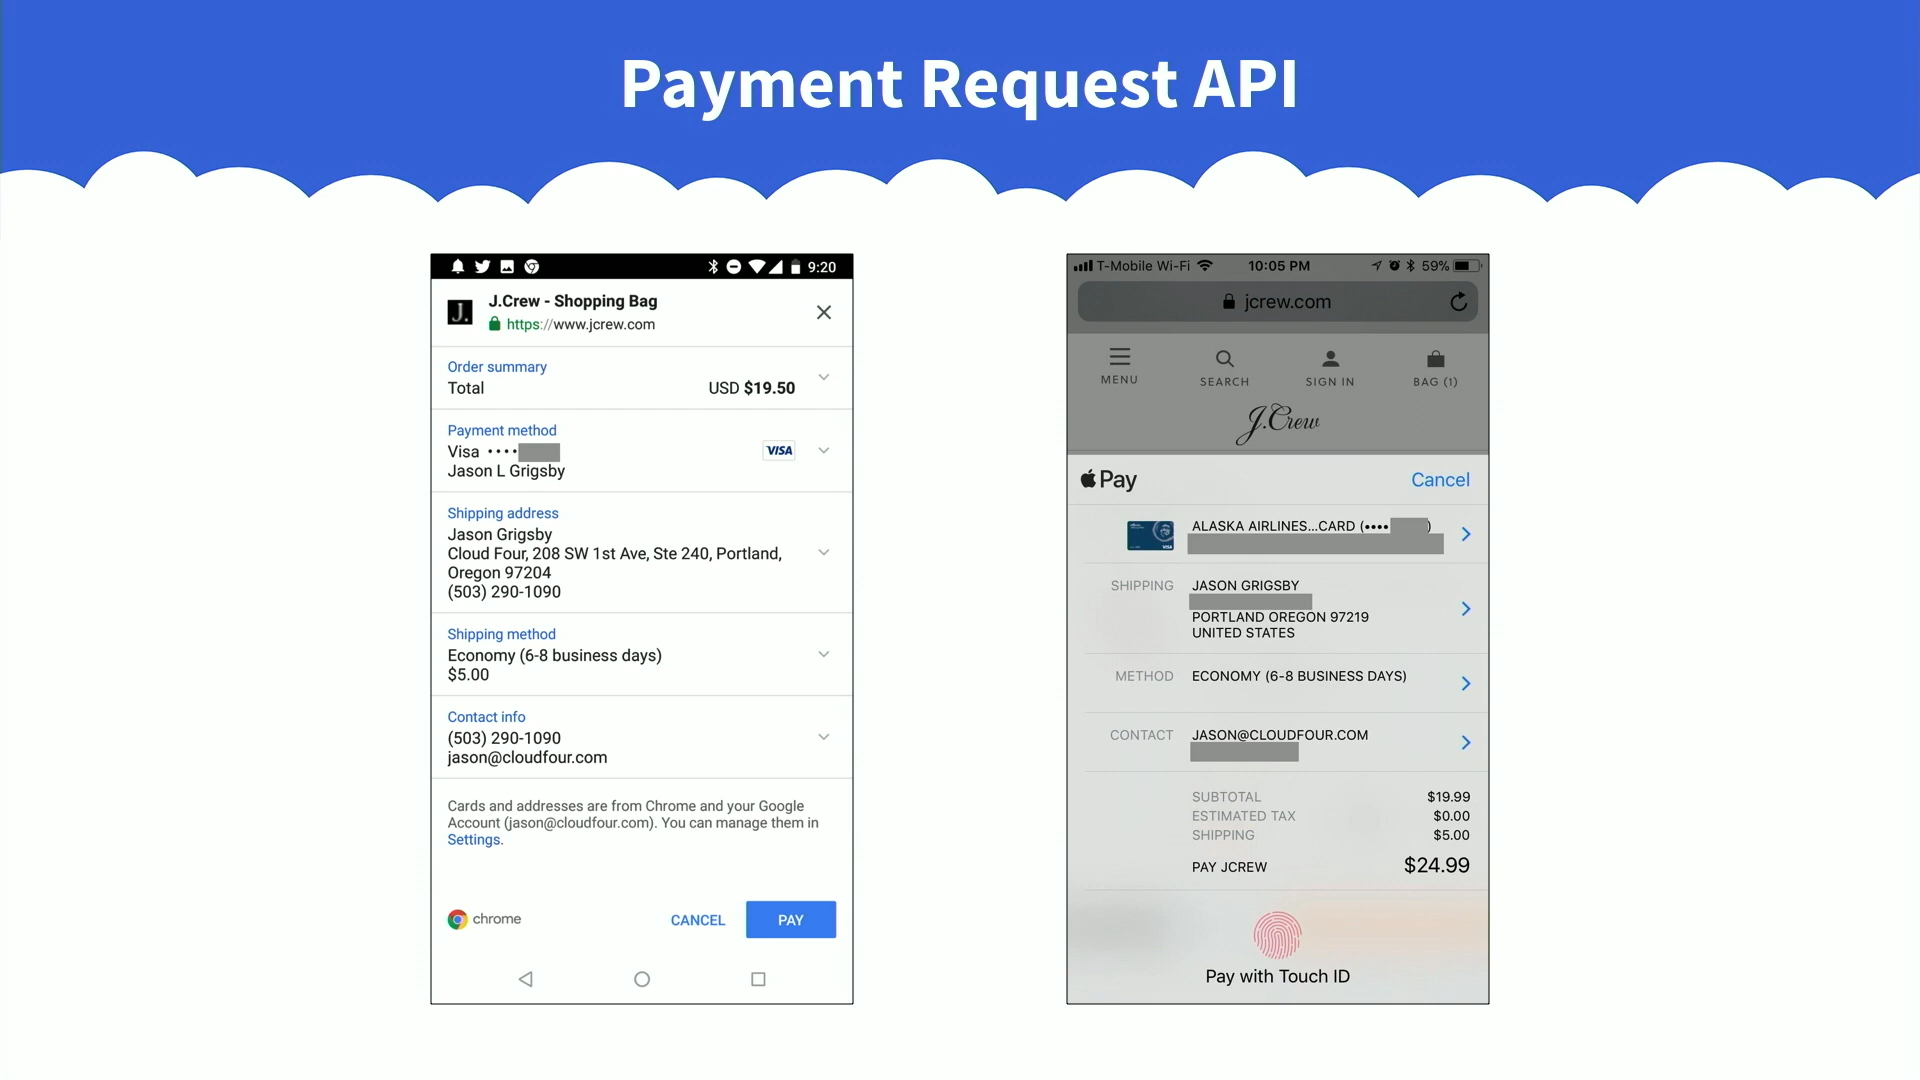 Payment Request API
9:20
J.
J.Crew - Shopping Bag
https://www.jcrew.com
Order summary
Total USD $19.50
Payment method
Visa ••••
VISA
Jason L Grigsby
Shipping address
Jason Grigsby
Cloud Four, 208 SW 1st Ave, Ste 240, Portland,
Oregon 97204
(503) 290-1090
Shipping method
Economy (6-8 business days)
$5.00
Contact info
(503) 290-1090
jason@cloudfour.com
Cards and addresses are from Chrome and your Google
Account (jason@cloudfour.com). You can manage them in
Settings.
chrome CANCEL PAY
T-Mobile Wi-Fi 10:05 PM 59%
jcrew.com
MENU SEARCH SIGN IN BAG (1)
J.Crew
Pay Cancel
ALASKA AIRLINES...CARD (•••• )
VISA
SHIPPING JASON GRIGSBY
PORTLAND OREGON 97219
UNITED STATES
METHOD ECONOMY (6-8 BUSINESS DAYS)
CONTACT JASON@CLOUDFOUR.COM
SUBTOTAL $19.99
ESTIMATED TAX $0.00
SHIPPING $5.00
PAY JCREW $24.99
Pay with Touch ID